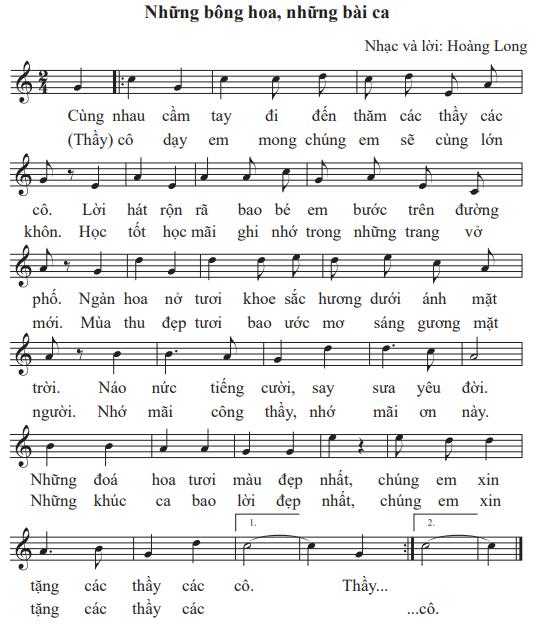 Những bông hoa, những bài ca
Nhạc và lời: Hoàng Long
2 4
Cùng nhau cầm tay đi đến thăm các thầy các
(Thầy) cô dạy em mong chúng em sẽ cùng lớn
cô. Lời hát rộn rã bao bé em bước trên đường
khôn. Học tốt học mãi ghi nhớ trong những trang vở
phố. Ngàn hoa nở tươi khoe sắc hương dưới ánh mặt
mới. Mùa thu đẹp tươi bao ước mơ sáng gương mặt
trời. Náo nức tiếng cười, say sưa yêu đời.
người. Nhớ mãi công thầy, nhớ mãi ơn này.
Những đoá hoa tươi màu đẹp nhất, chúng em xin
Những khúc ca bao lời đẹp nhất, chúng em xin
1. 2.
tặng các thầy các cô. Thầy...
tặng các thầy các ...cô.